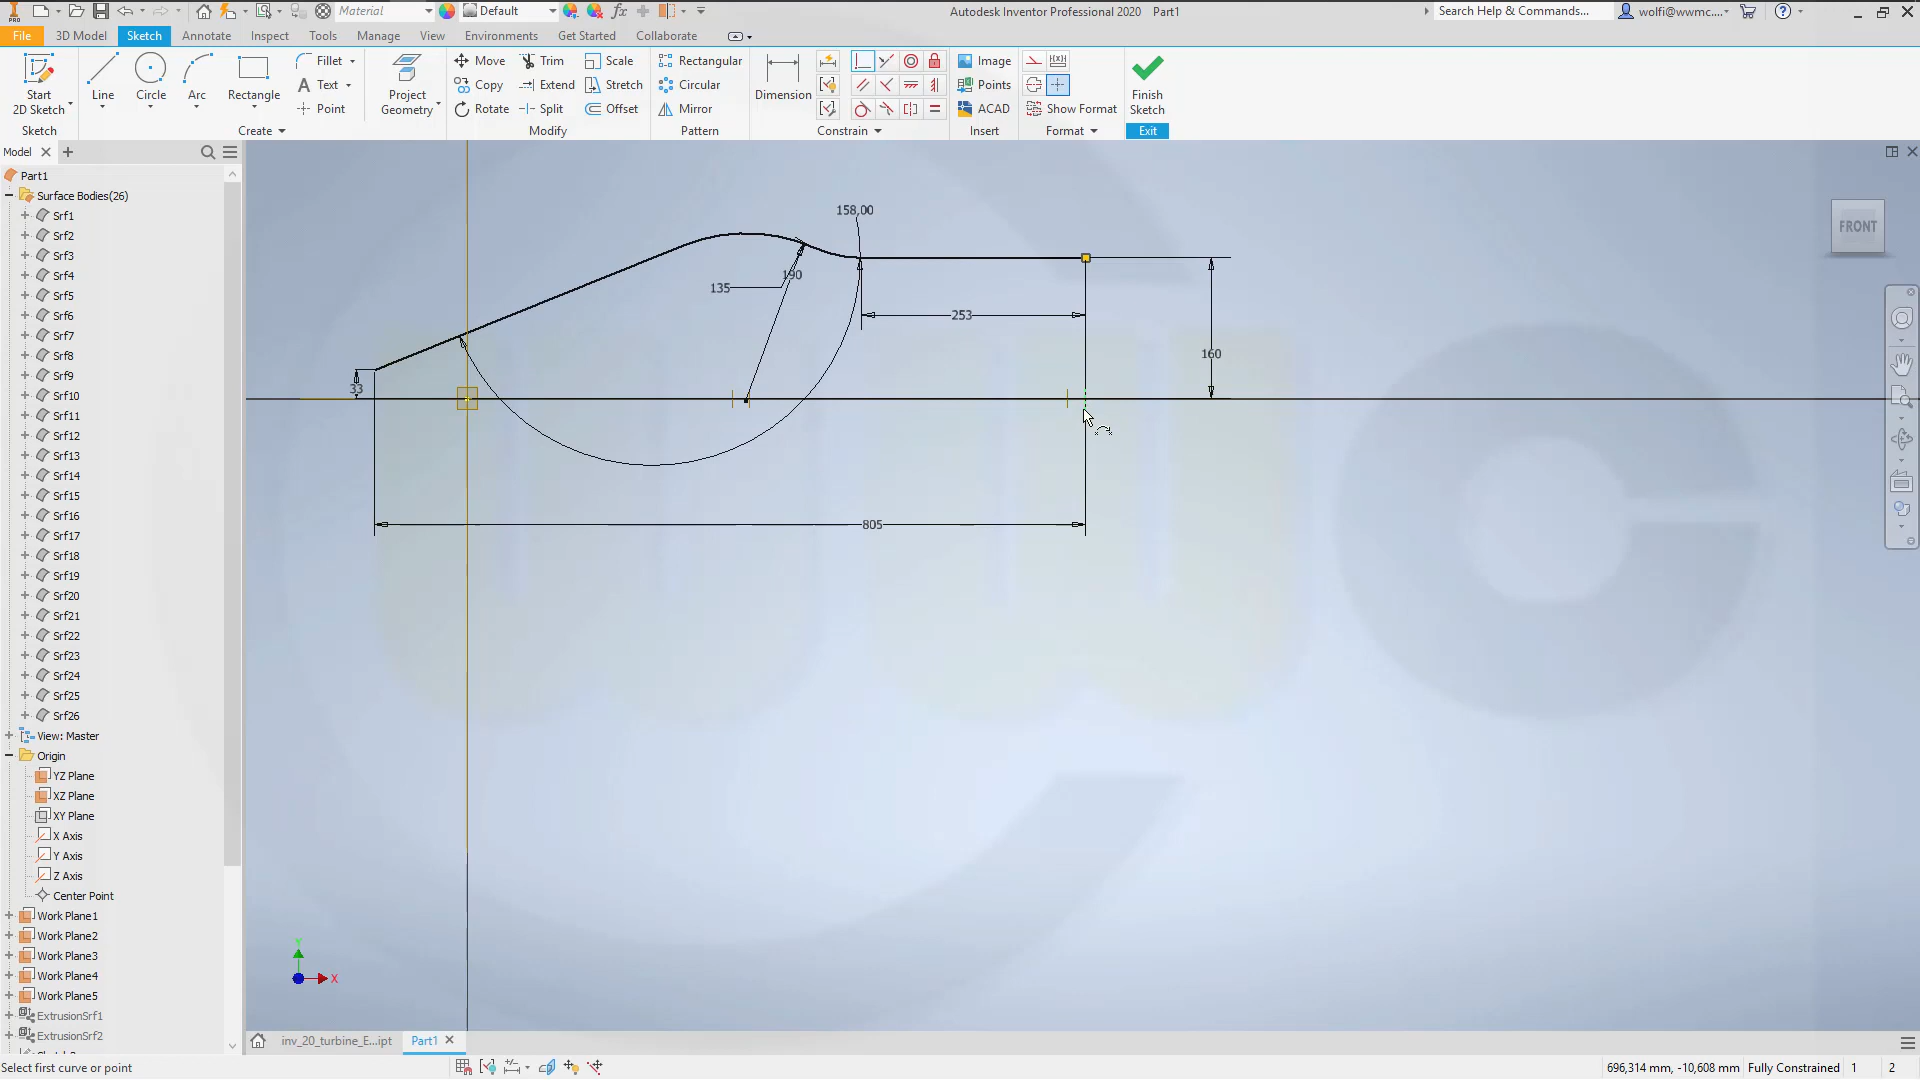 PRO
Material
Default
fx
Autodesk Inventor Professional 2020 Part1
Search Help & Commands...
wolfi@wwmc....
File
3D Model
Sketch
Annotate
Inspect
Tools
Manage
View
Environments
Get Started
Collaborate
Start
2D Sketch
Line
Circle
Arc
Rectangle
Fillet
Text
Point
Project
Geometry
Move
Copy
Rotate
Trim
Extend
Split
Scale
Stretch
Offset
Rectangular
Circular
Mirror
Dimension
Image
Points
ACAD
Show Format
Finish
Sketch
Sketch
Create
Modify
Pattern
Constrain
Insert
Format
Exit
Model
Part1
Surface Bodies(26)
Srf1
Srf2
Srf3
Srf4
Srf5
Srf6
Srf7
Srf8
Srf9
Srf10
Srf11
Srf12
Srf13
Srf14
Srf15
Srf16
Srf17
Srf18
Srf19
Srf20
Srf21
Srf22
Srf23
Srf24
Srf25
Srf26
View: Master
Origin
YZ Plane
XZ Plane
XY Plane
X Axis
Y Axis
Z Axis
Center Point
Work Plane1
Work Plane2
Work Plane3
Work Plane4
Work Plane5
ExtrusionSrf1
ExtrusionSrf2
158,00
190
135
253
160
33
805
FRONT
Y
X
inv_20_turbine_E...ipt
Part1
Select first curve or point
696,314 mm, -10,608 mm
Fully Constrained
1
2